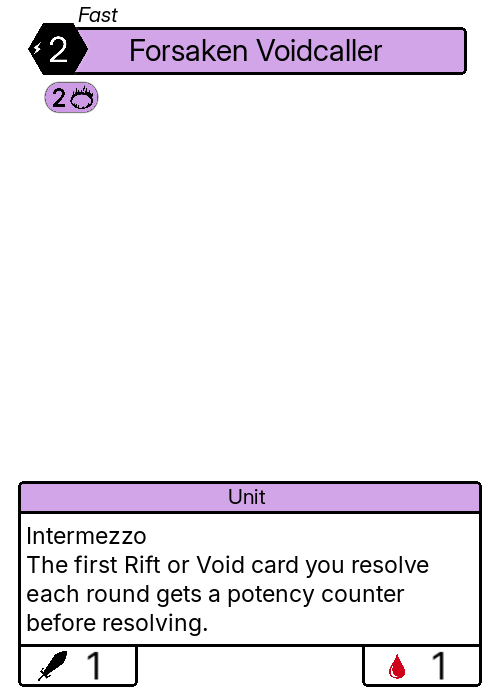 Fast
2
Forsaken Voidcaller
2
Unit
Intermezzo
The first Rift or Void card you resolve
each round gets a potency counter
before resolving.
1
1